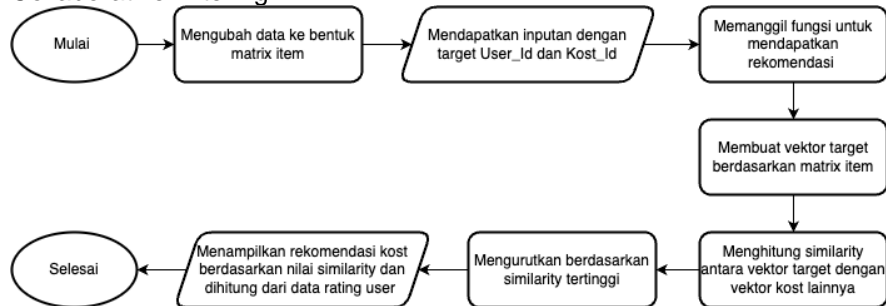 Mulai
Mengubah data ke bentuk
matrix item
Mendapatkan inputan dengan
target User_Id dan Kost_Id
Memanggil fungsi untuk
mendapatkan
rekomendasi
Membuat vektor target
berdasarkan matrix item
Menghitung similarity
antara vektor target dengan
vektor kost lainnya
Mengurutkan berdasarkan
similarity tertinggi
Menampilkan rekomendasi kost
berdasarkan nilai similarity dan
dihitung dari data rating user
Selesai